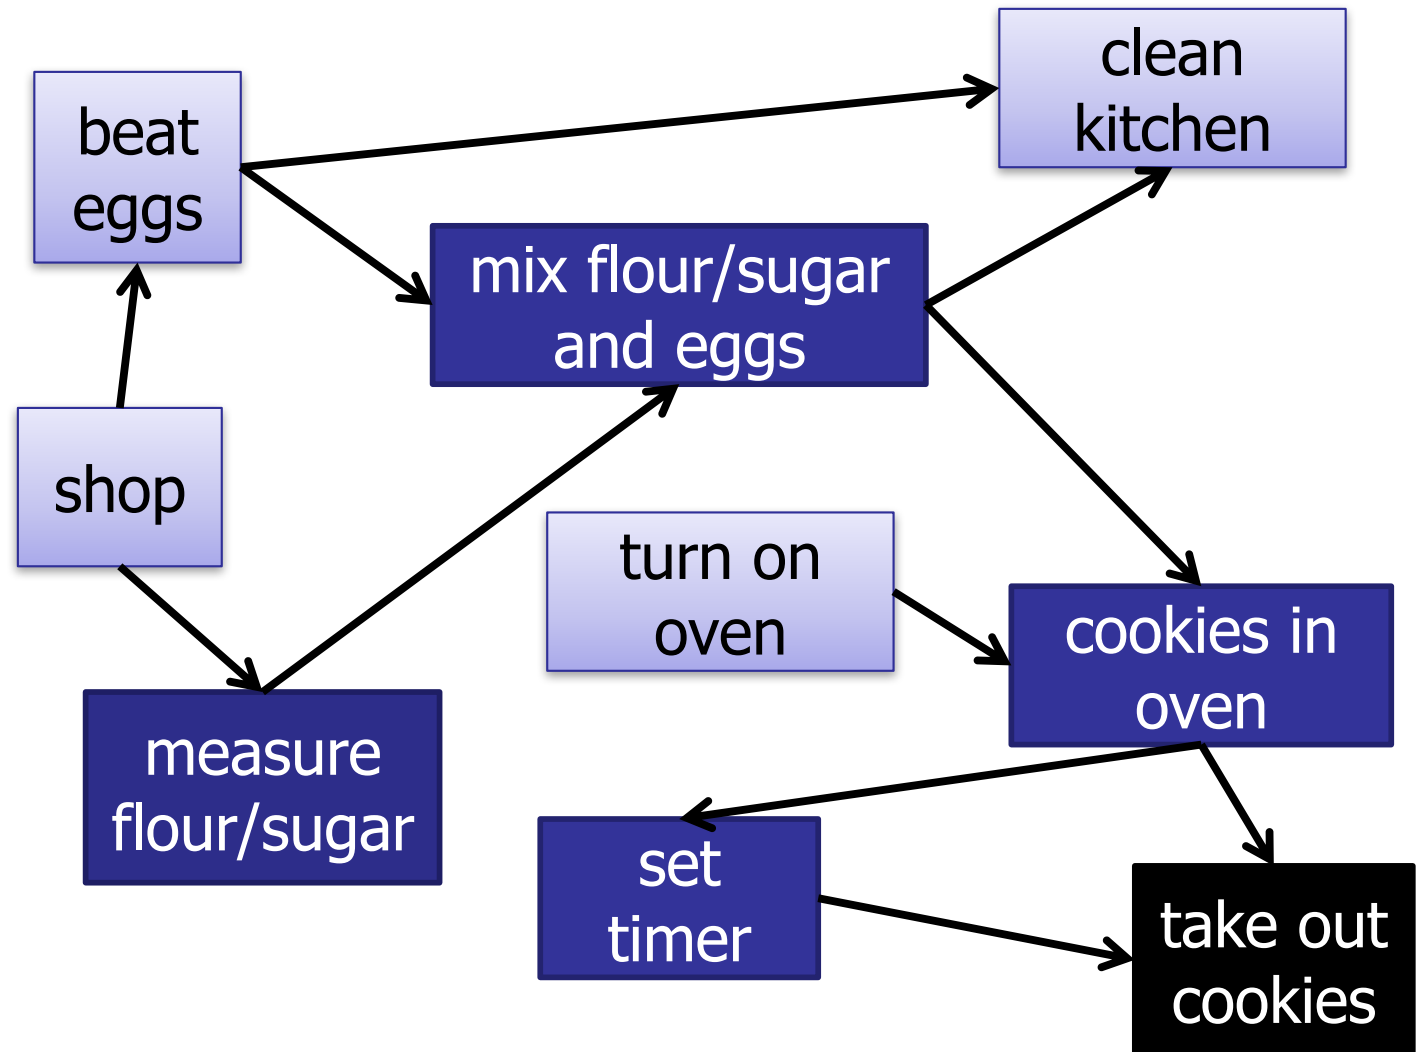 clean
kitchen
beat
eggs
mix flour/sugar
and eggs
shop
turn on
oven
cookies in
oven
measure
flour/sugar
set
timer
take out
cookies